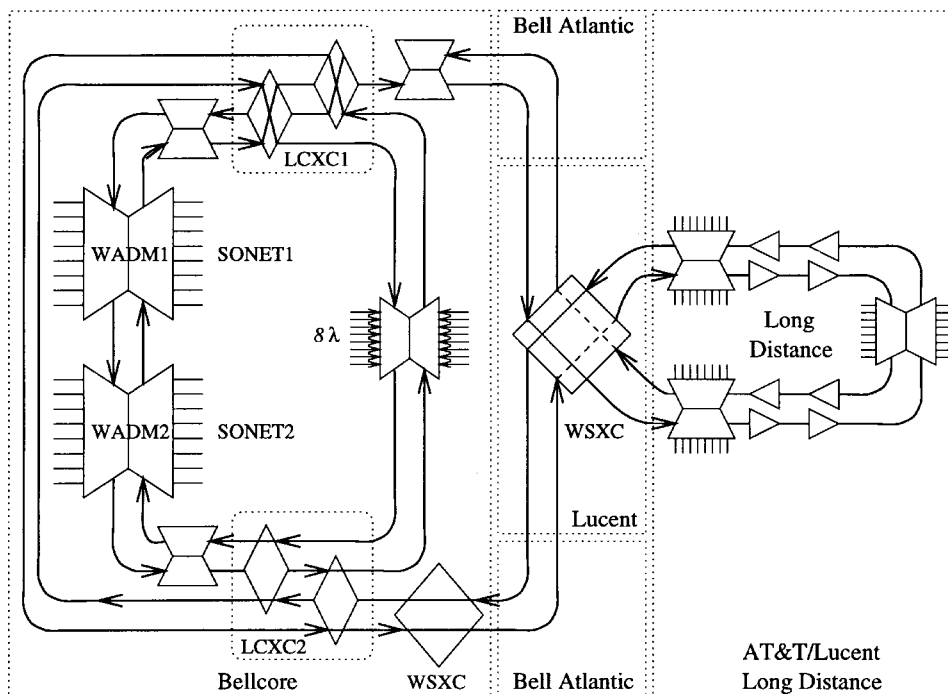 Bell Atlantic
LCXC1
WADM1
SONET1
8 λ
Long
Distance
WADM2
SONET2
WSXC
Lucent
LCXC2
Bellcore
WSXC
Bell Atlantic
AT&T/Lucent
Long Distance